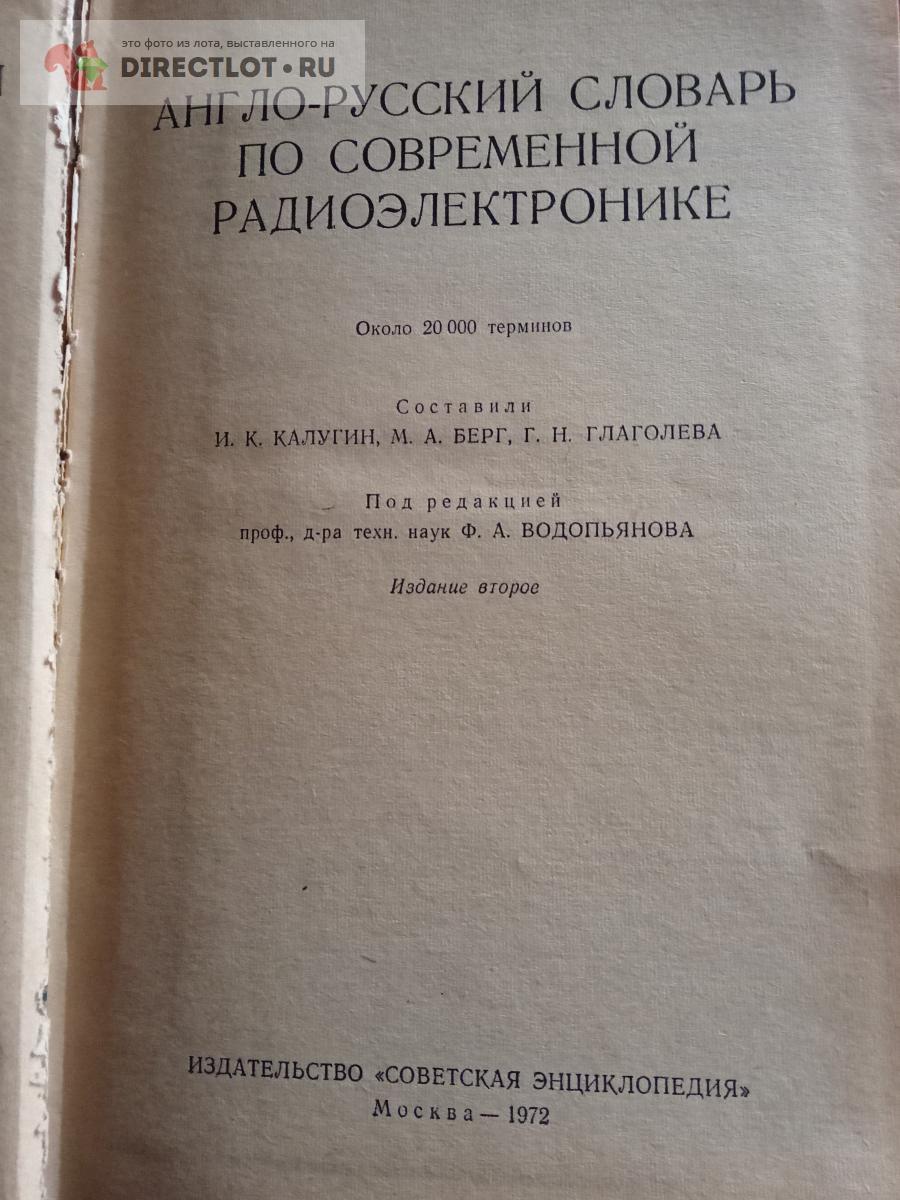 это фото из лота, выставленного на
DIRECTLOT•RU
АНГЛО-РУССКИЙ СЛОВАРЬ
ПО СОВРЕМЕННОЙ
РАДИОЭЛЕКТРОНИКЕ
Около 20 000 терминов
Составили
И. К. КАЛУГИН, М. А. БЕРГ, Г. Н. ГЛАГОЛЕВА
Под редакцией
проф., д-ра техн. наук Ф. А. ВОДОПЬЯНОВА
Издание второе
ИЗДАТЕЛЬСТВО «СОВЕТСКАЯ ЭНЦИКЛОПЕДИЯ»
Москва — 1972